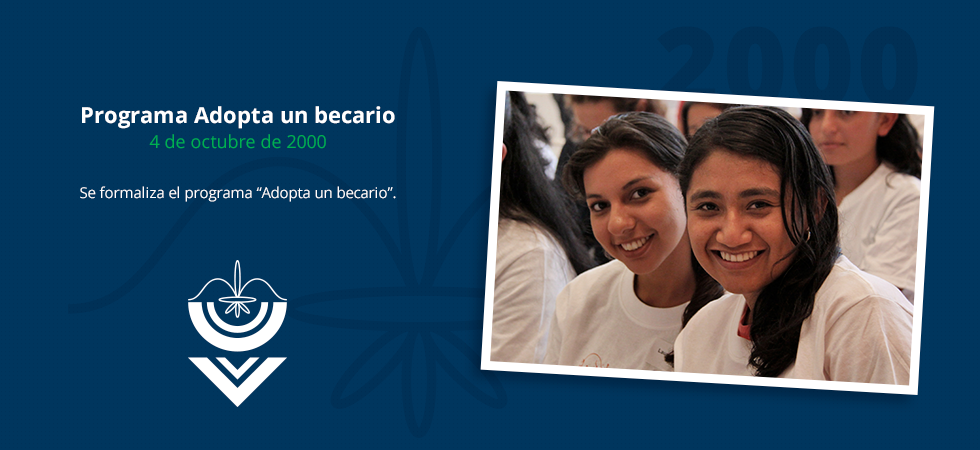 2000
Programa Adopta un becario
4 de octubre de 2000
Se formaliza el programa “Adopta un becario”.